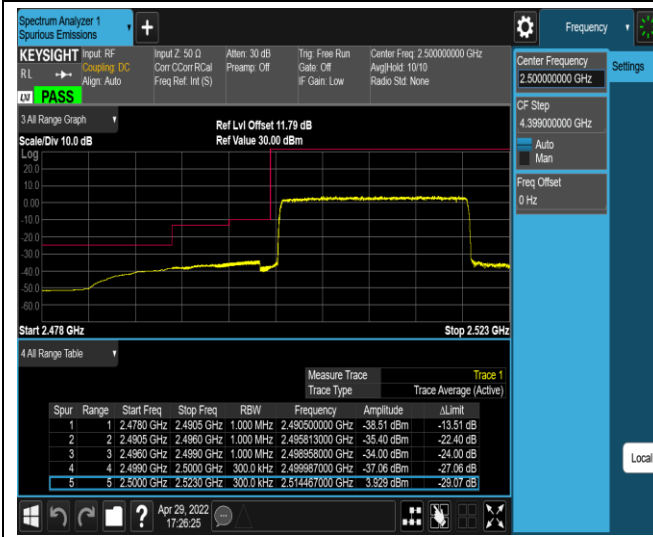 Spectrum Analyzer 1
Spurious Emissions
Frequency
KEYSIGHT
RL
Input: RF
Coupling: DC
Align: Auto
Input Z: 50 Ω
Corr CCorr RCal
Freq Ref: Int (S)
Atten: 30 dB
Preamp: Off
Trig: Free Run
Gate: Off
IF Gain: Low
Center Freq: 2.500000000 GHz
Avg|Hold: 10/10
Radio Std: None
LXI
PASS
Center Frequency
2.500000000 GHz
Settings
CF Step
4.399000000 GHz
Auto
Man
Freq Offset
0 Hz
3 All Range Graph
Scale/Div 10.0 dB
Ref Lvl Offset 11.79 dB
Ref Value 30.00 dBm
Log
20.0
10.0
0.00
-10.0
-20.0
-30.0
-40.0
-50.0
-60.0
Start 2.478 GHz
Stop 2.523 GHz
4 All Range Table
Measure Trace Trace 1
Trace Type Trace Average (Active)
Spur Range Start Freq Stop Freq RBW Frequency Amplitude ΔLimit
1 1 2.4780 GHz 2.4905 GHz 1.000 MHz 2.490500000 GHz -38.51 dBm -13.51 dB
2 2 2.4905 GHz 2.4960 GHz 1.000 MHz 2.495813000 GHz -35.40 dBm -22.40 dB
3 3 2.4960 GHz 2.4990 GHz 1.000 MHz 2.498958000 GHz -34.00 dBm -24.00 dB
4 4 2.4990 GHz 2.5000 GHz 300.0 kHz 2.499987000 GHz -37.06 dBm -27.06 dB
5 5 2.5000 GHz 2.5230 GHz 300.0 kHz 2.514467000 GHz 3.929 dBm -29.07 dB
Local
Apr 29, 2022
17:26:25